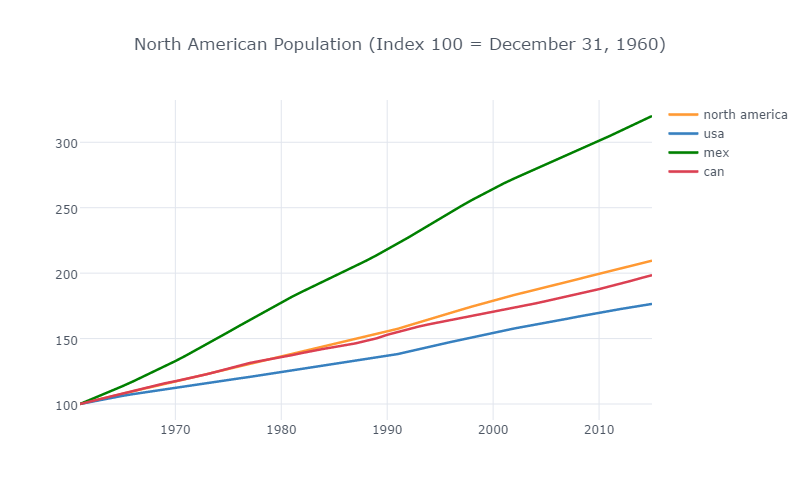 North American Population (Index 100 = December 31, 1960)
north america
usa
mex
can
300
250
200
150
100
1970 1980 1990 2000 2010